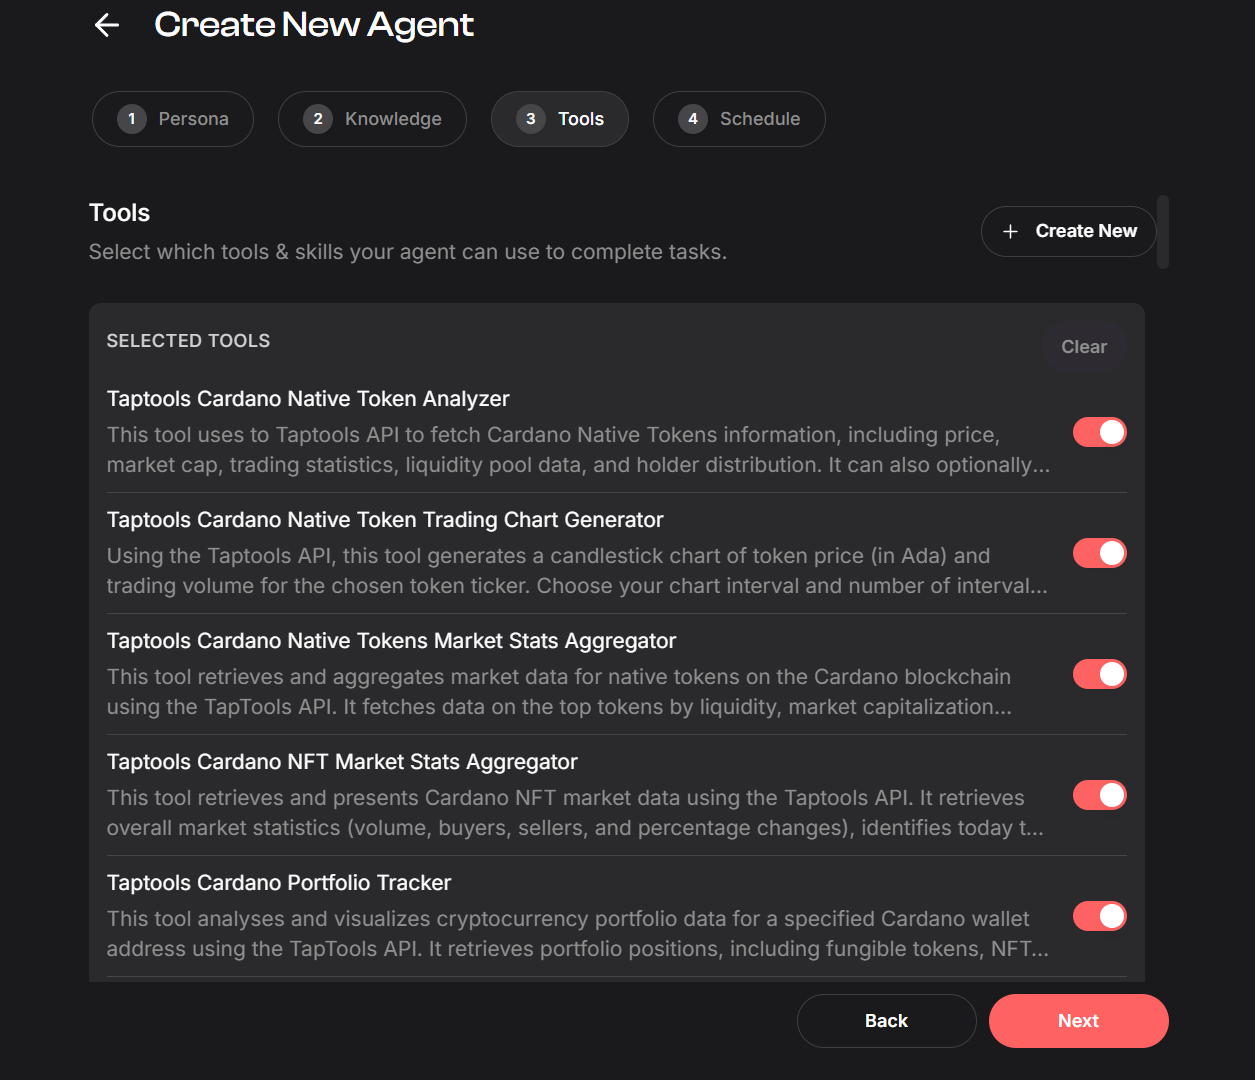 Create New Agent
1 Persona
2 Knowledge
3 Tools
4 Schedule
Tools
Select which tools & skills your agent can use to complete tasks.
+ Create New
SELECTED TOOLS
Clear
Taptools Cardano Native Token Analyzer
This tool uses to Taptools API to fetch Cardano Native Tokens information, including price,
market cap, trading statistics, liquidity pool data, and holder distribution. It can also optionally...
Taptools Cardano Native Token Trading Chart Generator
Using the Taptools API, this tool generates a candlestick chart of token price (in Ada) and
trading volume for the chosen token ticker. Choose your chart interval and number of interval...
Taptools Cardano Native Tokens Market Stats Aggregator
This tool retrieves and aggregates market data for native tokens on the Cardano blockchain
using the TapTools API. It fetches data on the top tokens by liquidity, market capitalization...
Taptools Cardano NFT Market Stats Aggregator
This tool retrieves and presents Cardano NFT market data using the Taptools API. It retrieves
overall market statistics (volume, buyers, sellers, and percentage changes), identifies today t...
Taptools Cardano Portfolio Tracker
This tool analyses and visualizes cryptocurrency portfolio data for a specified Cardano wallet
address using the TapTools API. It retrieves portfolio positions, including fungible tokens, NFT...
Back
Next